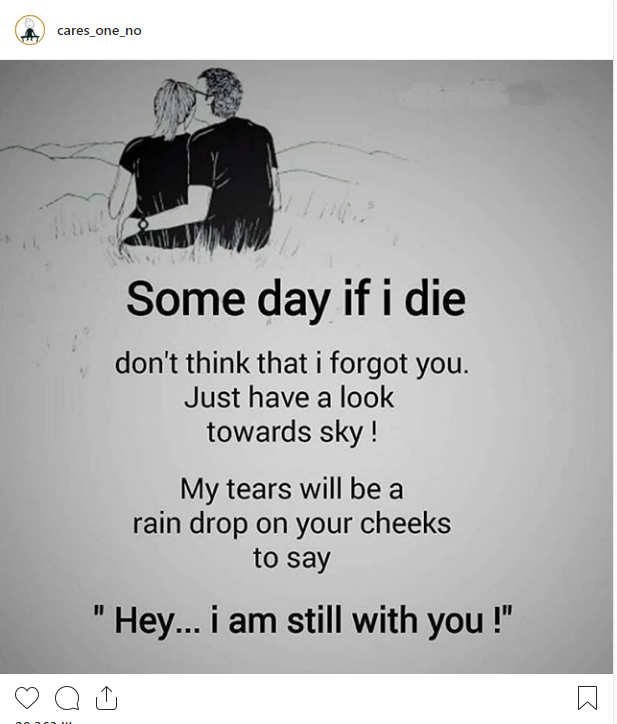 cares_one_no
Some day if i die
don't think that i forgot you.
Just have a look
towards sky !
My tears will be a
rain drop on your cheeks
to say
" Hey... i am still with you !"